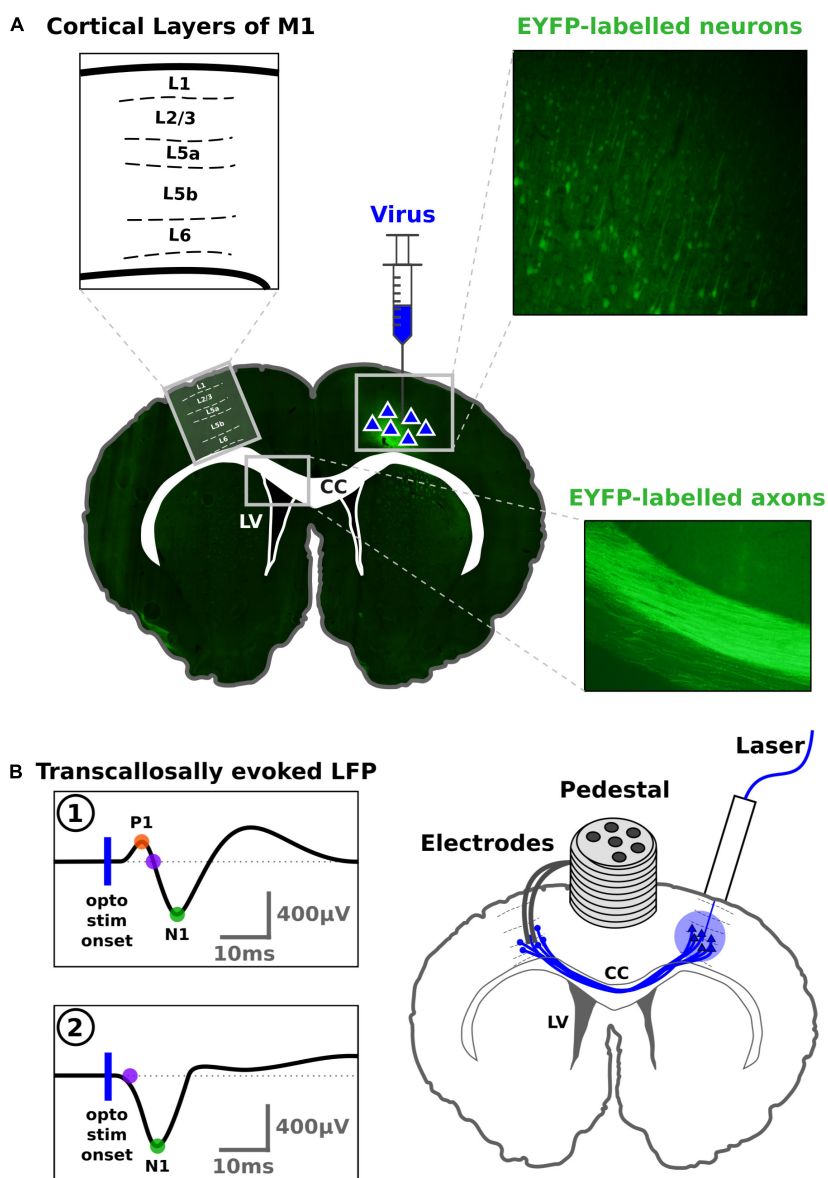 A Cortical Layers of M1
EYFP-labelled neurons
L1
L2/3
L5a
L5b
L6
Virus
L1
L2/3
L5a
L5b
L6
CC
LV
EYFP-labelled axons
B Transcallosally evoked LFP
1
P1
opto
stim
onset
N1
400µV
10ms
2
opto
stim
onset
N1
400µV
10ms
Laser
Pedestal
Electrodes
CC
LV